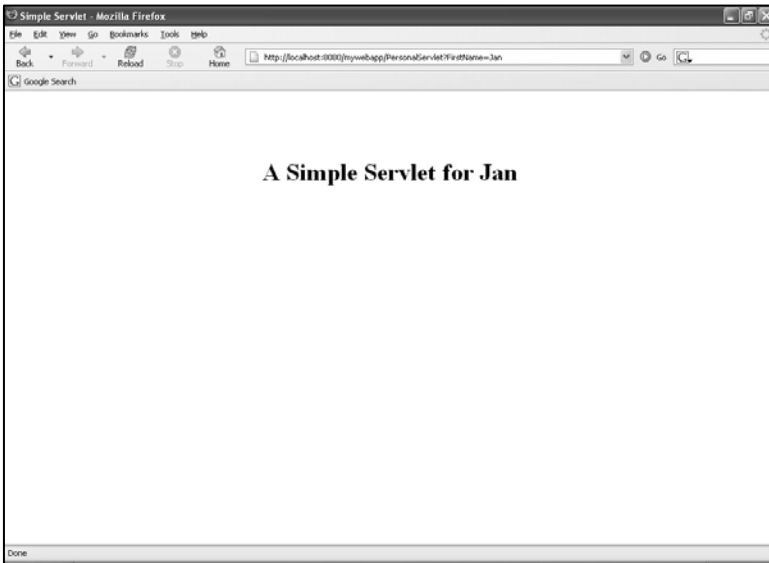 Simple Servlet - Mozilla Firefox
File Edit View Go Bookmarks Tools Help
Back Forward Reload Stop Home http://localhost:8080/mywebapp/PersonalServlet?FirstName=Jan Go G
G Google Search
A Simple Servlet for Jan
Done